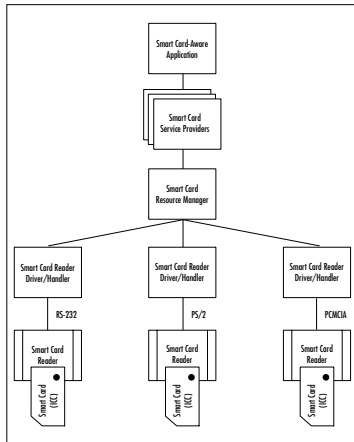 Smart Card-Aware
Application
Smart Card
Service Providers
Smart Card
Resource Manager
Smart Card Reader
Driver/Handler
Smart Card Reader
Driver/Handler
Smart Card Reader
Driver/Handler
RS-232
PS/2
PCMCIA
Smart Card
Reader
Smart Card
Reader
Smart Card
Reader
Smart Card
(ICC)
Smart Card
(ICC)
Smart Card
(ICC)